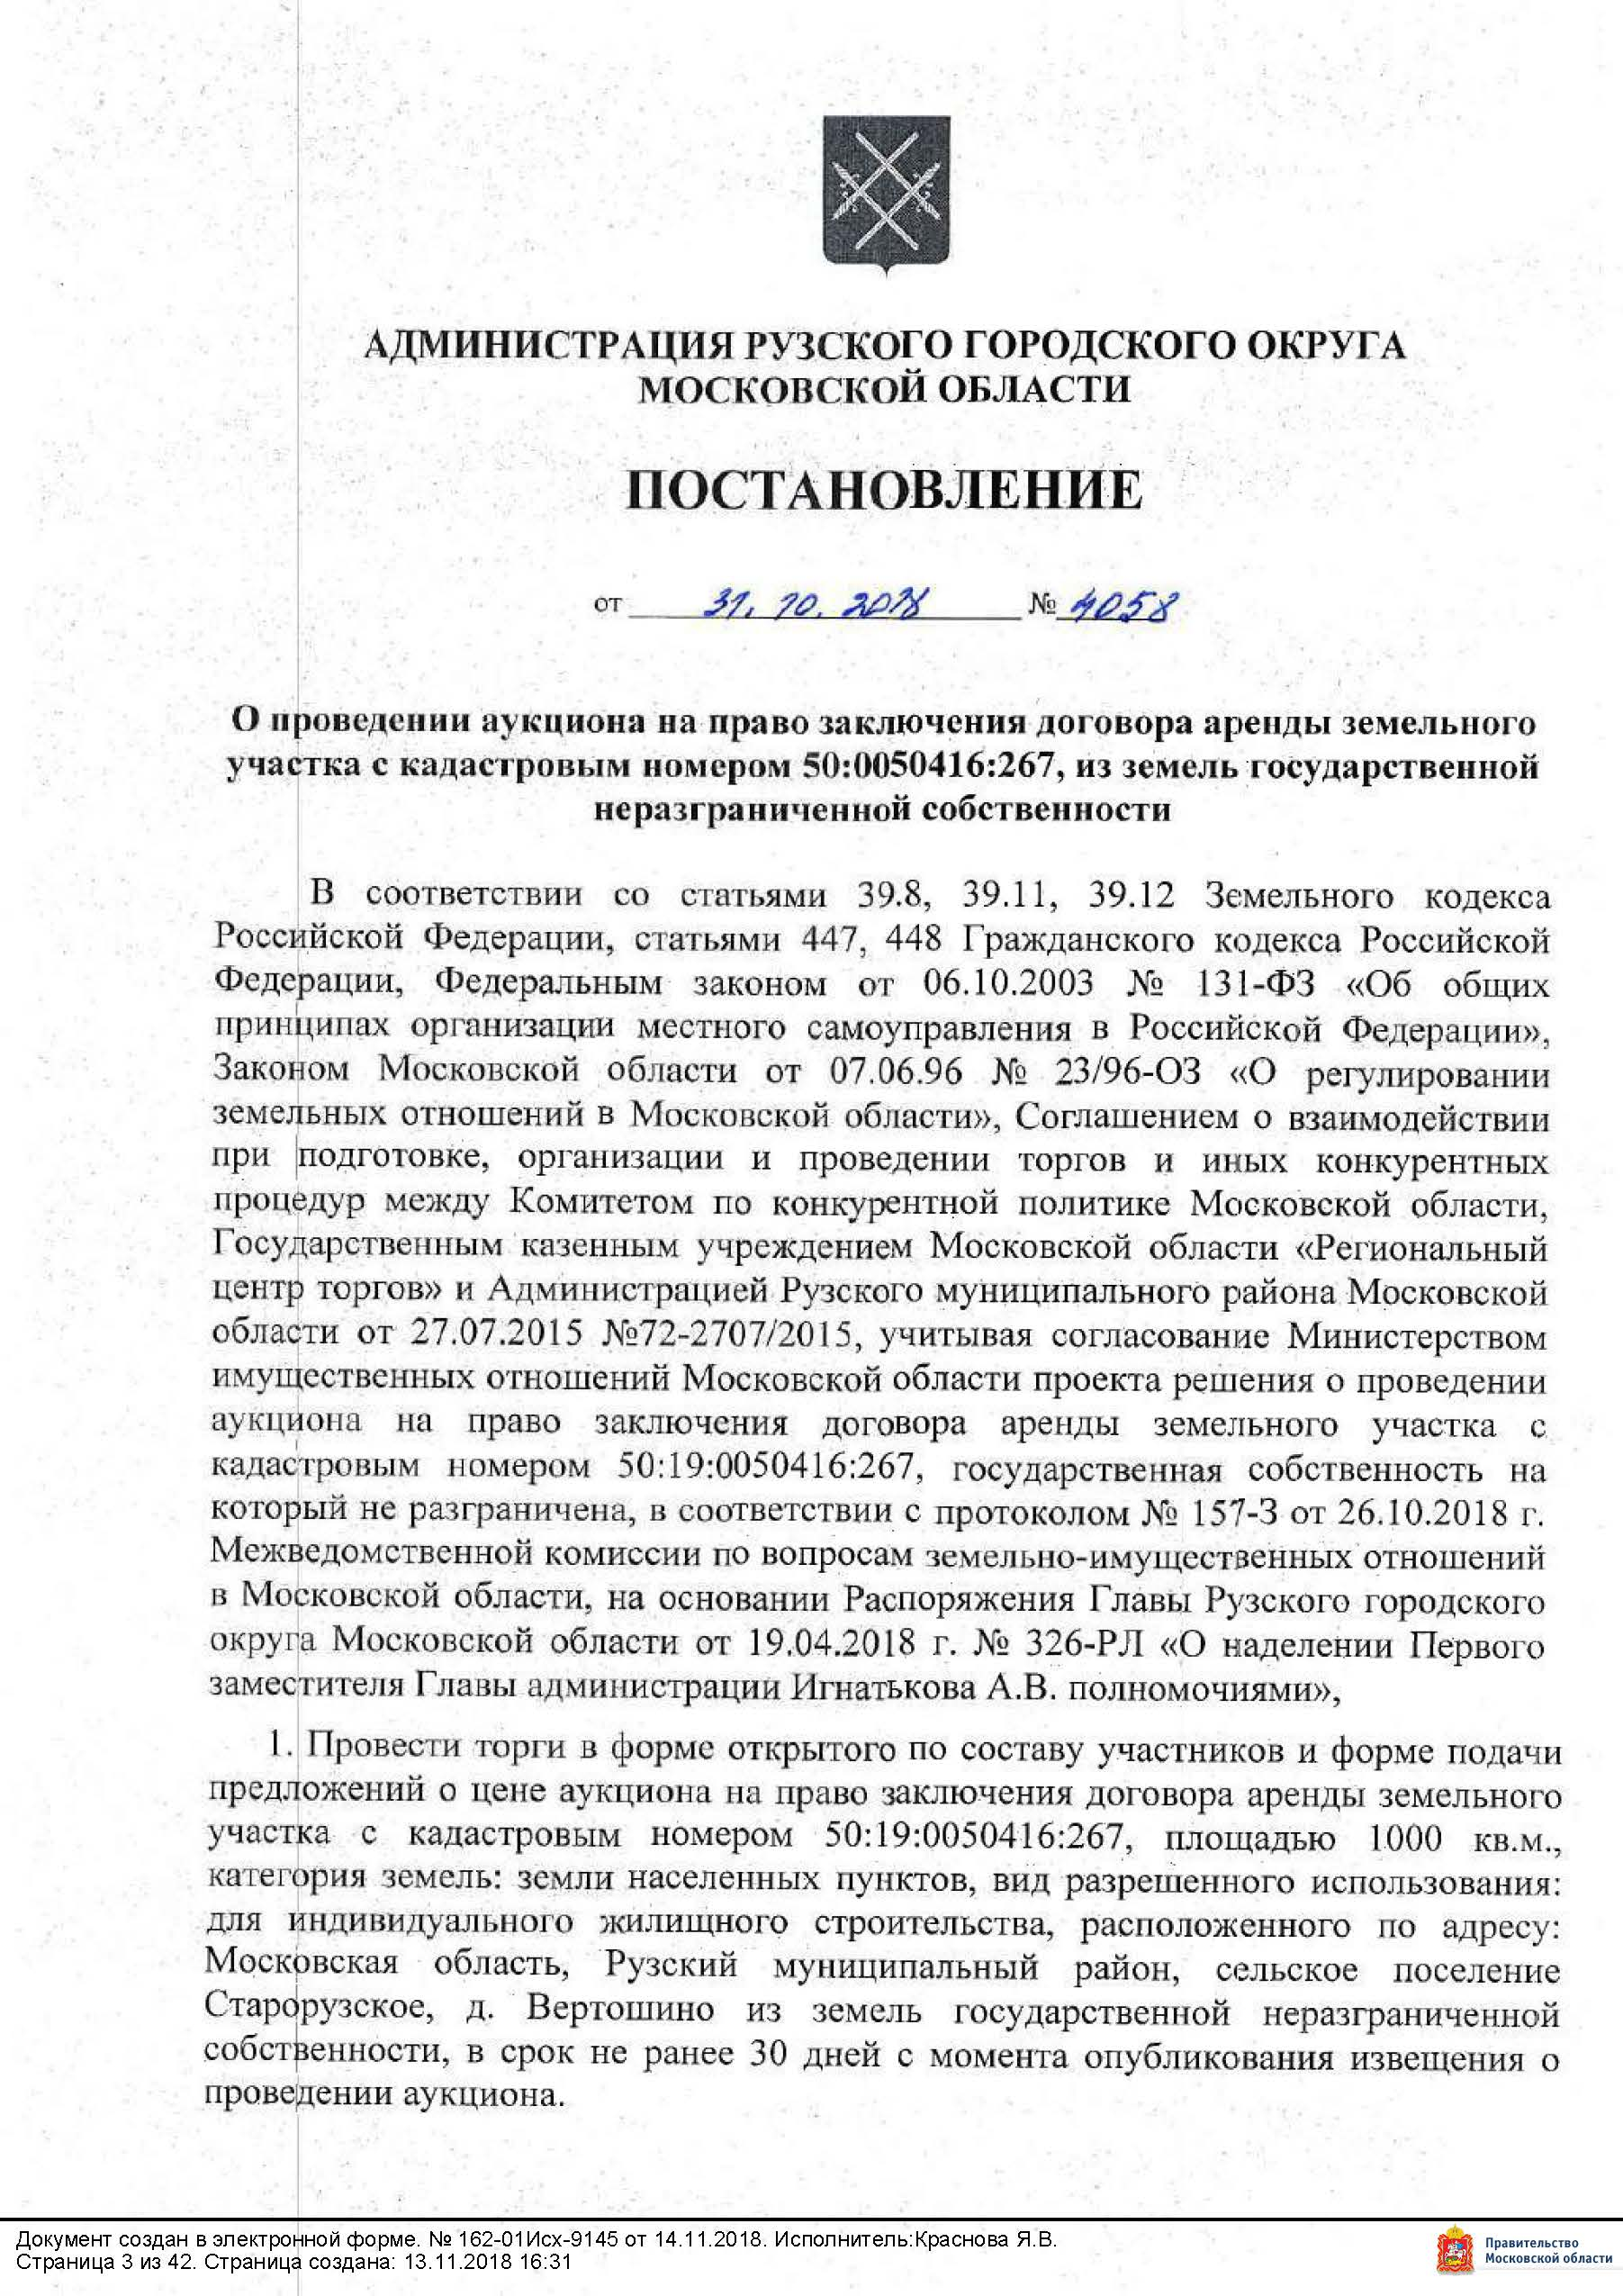 АДМИНИСТРАЦИЯ РУЗСКОГО ГОРОДСКОГО ОКРУГА
МОСКОВСКОЙ ОБЛАСТИ
ПОСТАНОВЛЕНИЕ
от 31.10.2018 № 4058
О проведении аукциона на право заключения договора аренды земельного
участка с кадастровым номером 50:0050416:267, из земель государственной
неразграниченной собственности
В соответствии со статьями 39.8, 39.11, 39.12 Земельного кодекса
Российской Федерации, статьями 447, 448 Гражданского кодекса Российской
Федерации, Федеральным законом от 06.10.2003 № 131-ФЗ «Об общих
принципах организации местного самоуправления в Российской Федерации»,
Законом Московской области от 07.06.96 № 23/96-ОЗ «О регулировании
земельных отношений в Московской области», Соглашением о взаимодействии
при подготовке, организации и проведении торгов и иных конкурентных
процедур между Комитетом по конкурентной политике Московской области,
Государственным казенным учреждением Московской области «Региональный
центр торгов» и Администрацией Рузского муниципального района Московской
области от 27.07.2015 №72-2707/2015, учитывая согласование Министерством
имущественных отношений Московской области проекта решения о проведении
аукциона на право заключения договора аренды земельного участка с
кадастровым номером 50:19:0050416:267, государственная собственность на
который не разграничена, в соответствии с протоколом № 157-З от 26.10.2018 г.
Межведомственной комиссии по вопросам земельно-имущественных отношений
в Московской области, на основании Распоряжения Главы Рузского городского
округа Московской области от 19.04.2018 г. № 326-РЛ «О наделении Первого
заместителя Главы администрации Игнатькова А.В. полномочиями»,
1. Провести торги в форме открытого по составу участников и форме подачи
предложений о цене аукциона на право заключения договора аренды земельного
участка с кадастровым номером 50:19:0050416:267, площадью 1000 кв.м.,
категория земель: земли населенных пунктов, вид разрешенного использования:
для индивидуального жилищного строительства, расположенного по адресу:
Московская область, Рузский муниципальный район, сельское поселение
Старорузское, д. Вертошино из земель государственной неразграниченной
собственности, в срок не ранее 30 дней с момента опубликования извещения о
проведении аукциона.
Документ создан в электронной форме. № 162-01Исх-9145 от 14.11.2018. Исполнитель:Краснова Я.В.
Страница 3 из 42. Страница создана: 13.11.2018 16:31
Правительство
Московской области